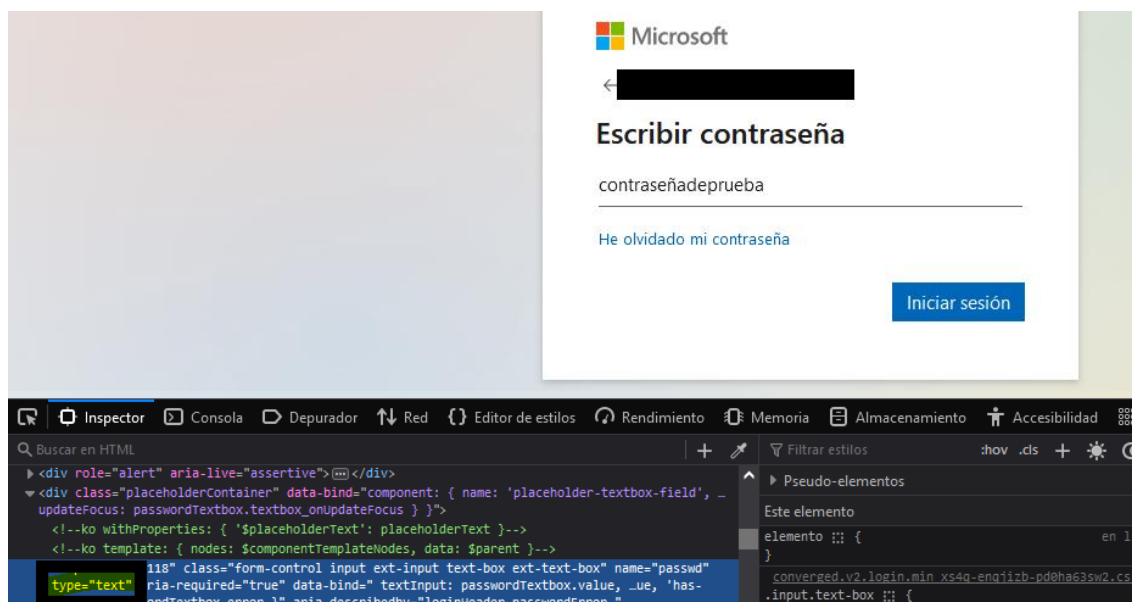 Microsoft
←
Escribir contraseña
contraseñadeprueba
He olvidado mi contraseña
Iniciar sesión
Inspector Consola Depurador Red Editor de estilos Rendimiento Memoria Almacenamiento Accesibilidad
Buscar en HTML
Filtrar estilos :hov .cls
<div role="alert" aria-live="assertive"></div>
Pseudo-elementos
<div class="placeholderContainer" data-bind="component: { name: 'placeholder-textbox-field', …
updateFocus: passwordTextbox.textbox_onUpdateFocus } }">
Este elemento
<!--ko withProperties: { '$placeholderText': placeholderText }-->
elemento { en l
<!--ko template: { nodes: $componentTemplateNodes, data: $parent }-->
}
118" class="form-control input ext-input text-box ext-text-box" name="passwd"
type="text" ria-required="true" data-bind=" textInput: passwordTextbox.value, …ue, 'has-
.input.text-box {